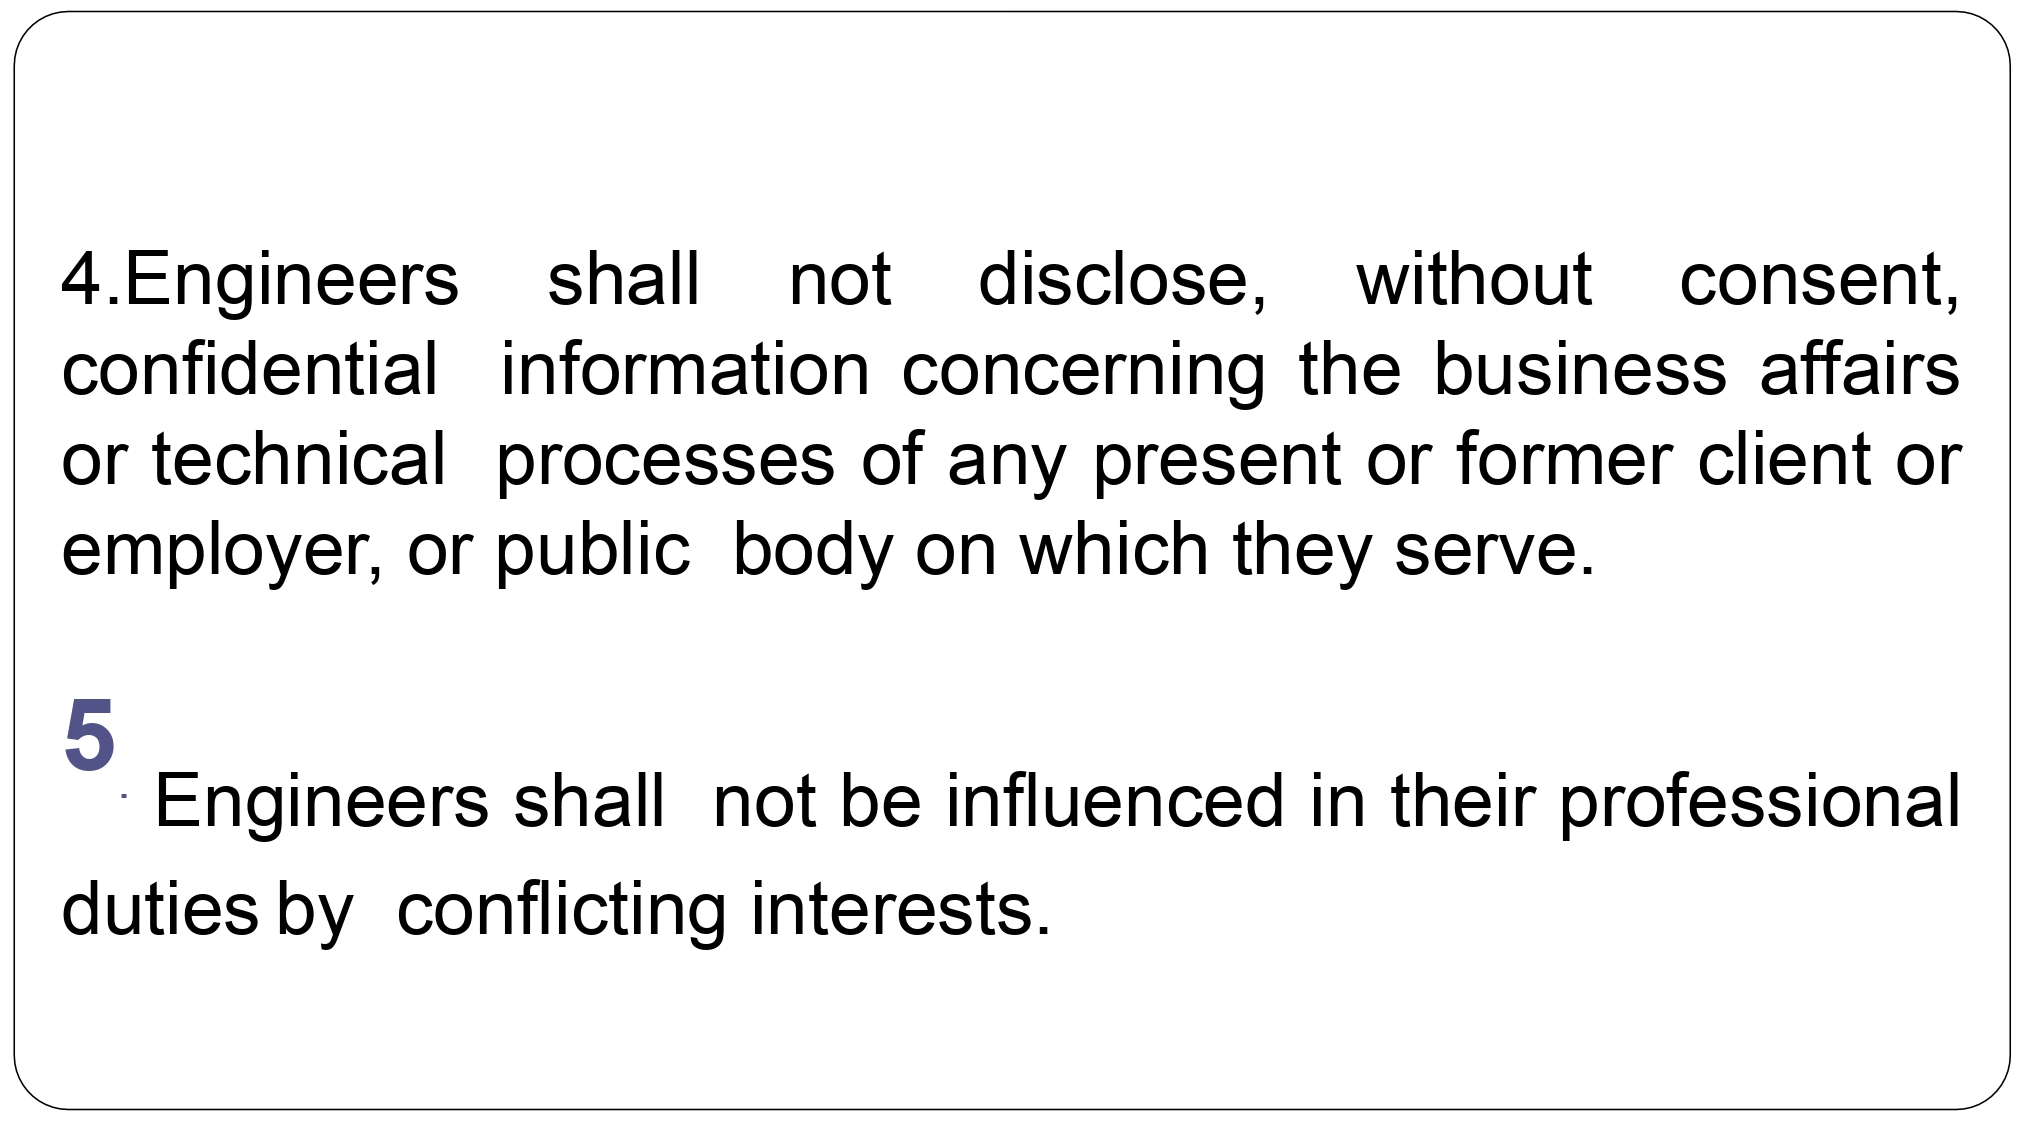 4.Engineers shall not disclose, without consent,
confidential information concerning the business affairs
or technical processes of any present or former client or
employer, or public body on which they serve.
5. Engineers shall not be influenced in their professional
duties by conflicting interests.